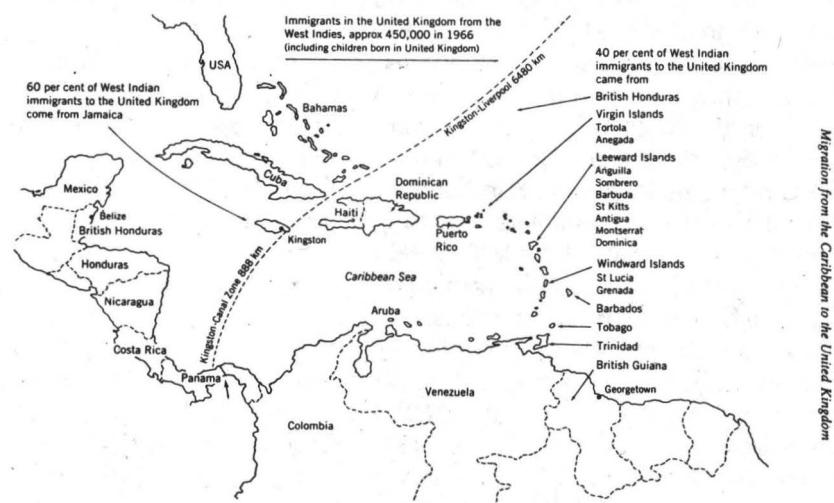 Immigrants in the United Kingdom from the
West Indies, approx 450,000 in 1966
(including children born in United Kingdom)
40 per cent of West Indian
immigrants to the United Kingdom
came from
British Honduras
Virgin Islands
Tortola
Anegada
Leeward Islands
Anguilla
Sombrero
Barbuda
St Kitts
Antigua
Montserrat
Dominica
Windward Islands
St Lucia
Grenada
Barbados
Tobago
Trinidad
British Guiana
Georgetown
60 per cent of West Indian
immigrants to the United Kingdom
come from Jamaica
USA
Bahamas
Kingston-Liverpool 6480 km
Cuba
Mexico
Belize
British Honduras
Honduras
Nicaragua
Costa Rica
Panama
Kingston
Kingston-Canal Zone 888 km
Haiti
Dominican
Republic
Puerto
Rico
Caribbean Sea
Aruba
Venezuela
Colombia
Migration from the Caribbean to the United Kingdom